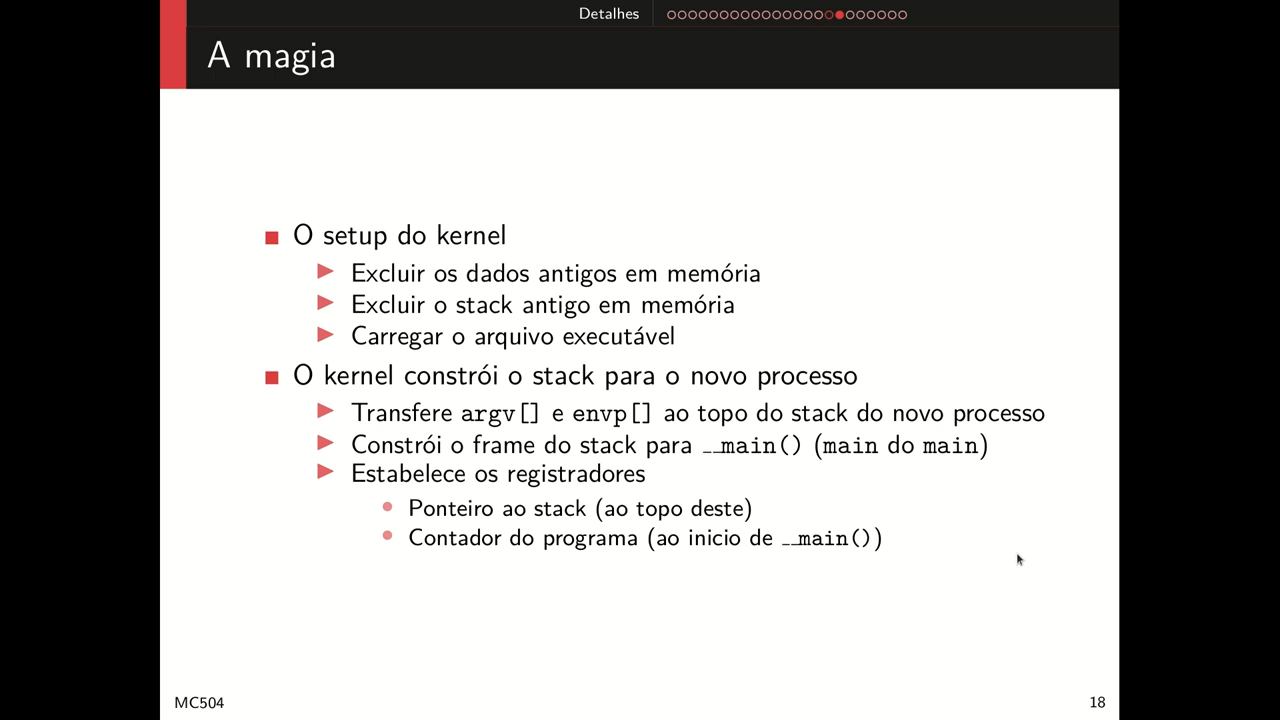 Detalhes
A magia
O setup do kernel
Excluir os dados antigos em memória
Excluir o stack antigo em memória
Carregar o arquivo executável
O kernel constrói o stack para o novo processo
Transfere argv[] e envp[] ao topo do stack do novo processo
Constrói o frame do stack para __main() (main do main)
Estabelece os registradores
Ponteiro ao stack (ao topo deste)
Contador do programa (ao inicio de __main())
MC504
18